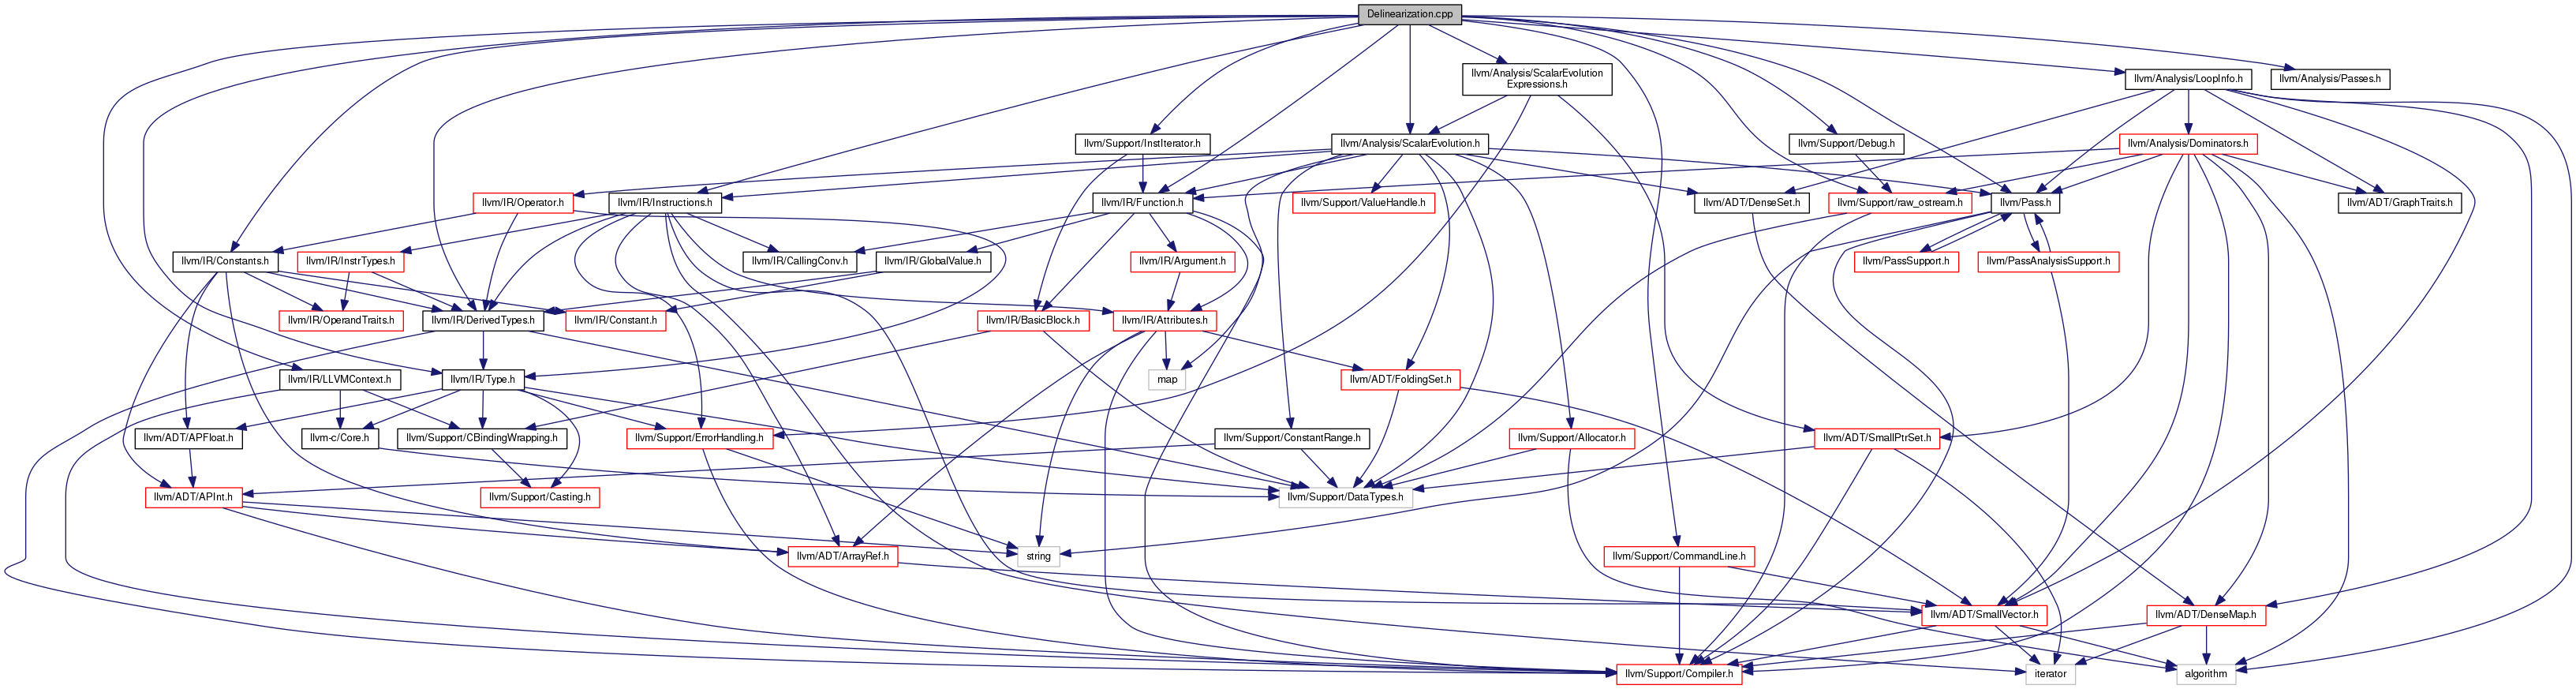 Delinearization.cpp
llvm/Analysis/ScalarEvolution
Expressions.h
llvm/Analysis/LoopInfo.h
llvm/Analysis/Passes.h
llvm/Support/InstIterator.h
llvm/Analysis/ScalarEvolution.h
llvm/Support/Debug.h
llvm/Analysis/Dominators.h
llvm/IR/Operator.h
llvm/IR/Instructions.h
llvm/IR/Function.h
llvm/Support/ValueHandle.h
llvm/ADT/DenseSet.h
llvm/Support/raw_ostream.h
llvm/Pass.h
llvm/ADT/GraphTraits.h
llvm/IR/Constants.h
llvm/IR/InstrTypes.h
llvm/IR/CallingConv.h
llvm/IR/GlobalValue.h
llvm/IR/Argument.h
llvm/PassSupport.h
llvm/PassAnalysisSupport.h
llvm/IR/OperandTraits.h
llvm/IR/DerivedTypes.h
llvm/IR/Constant.h
llvm/IR/BasicBlock.h
llvm/IR/Attributes.h
llvm/IR/LLVMContext.h
llvm/IR/Type.h
map
llvm/ADT/FoldingSet.h
llvm/ADT/APFloat.h
llvm-c/Core.h
llvm/Support/CBindingWrapping.h
llvm/Support/ErrorHandling.h
llvm/Support/ConstantRange.h
llvm/Support/Allocator.h
llvm/ADT/SmallPtrSet.h
llvm/ADT/APInt.h
llvm/Support/Casting.h
llvm/Support/DataTypes.h
llvm/ADT/ArrayRef.h
string
llvm/Support/CommandLine.h
llvm/ADT/SmallVector.h
llvm/ADT/DenseMap.h
llvm/Support/Compiler.h
iterator
algorithm